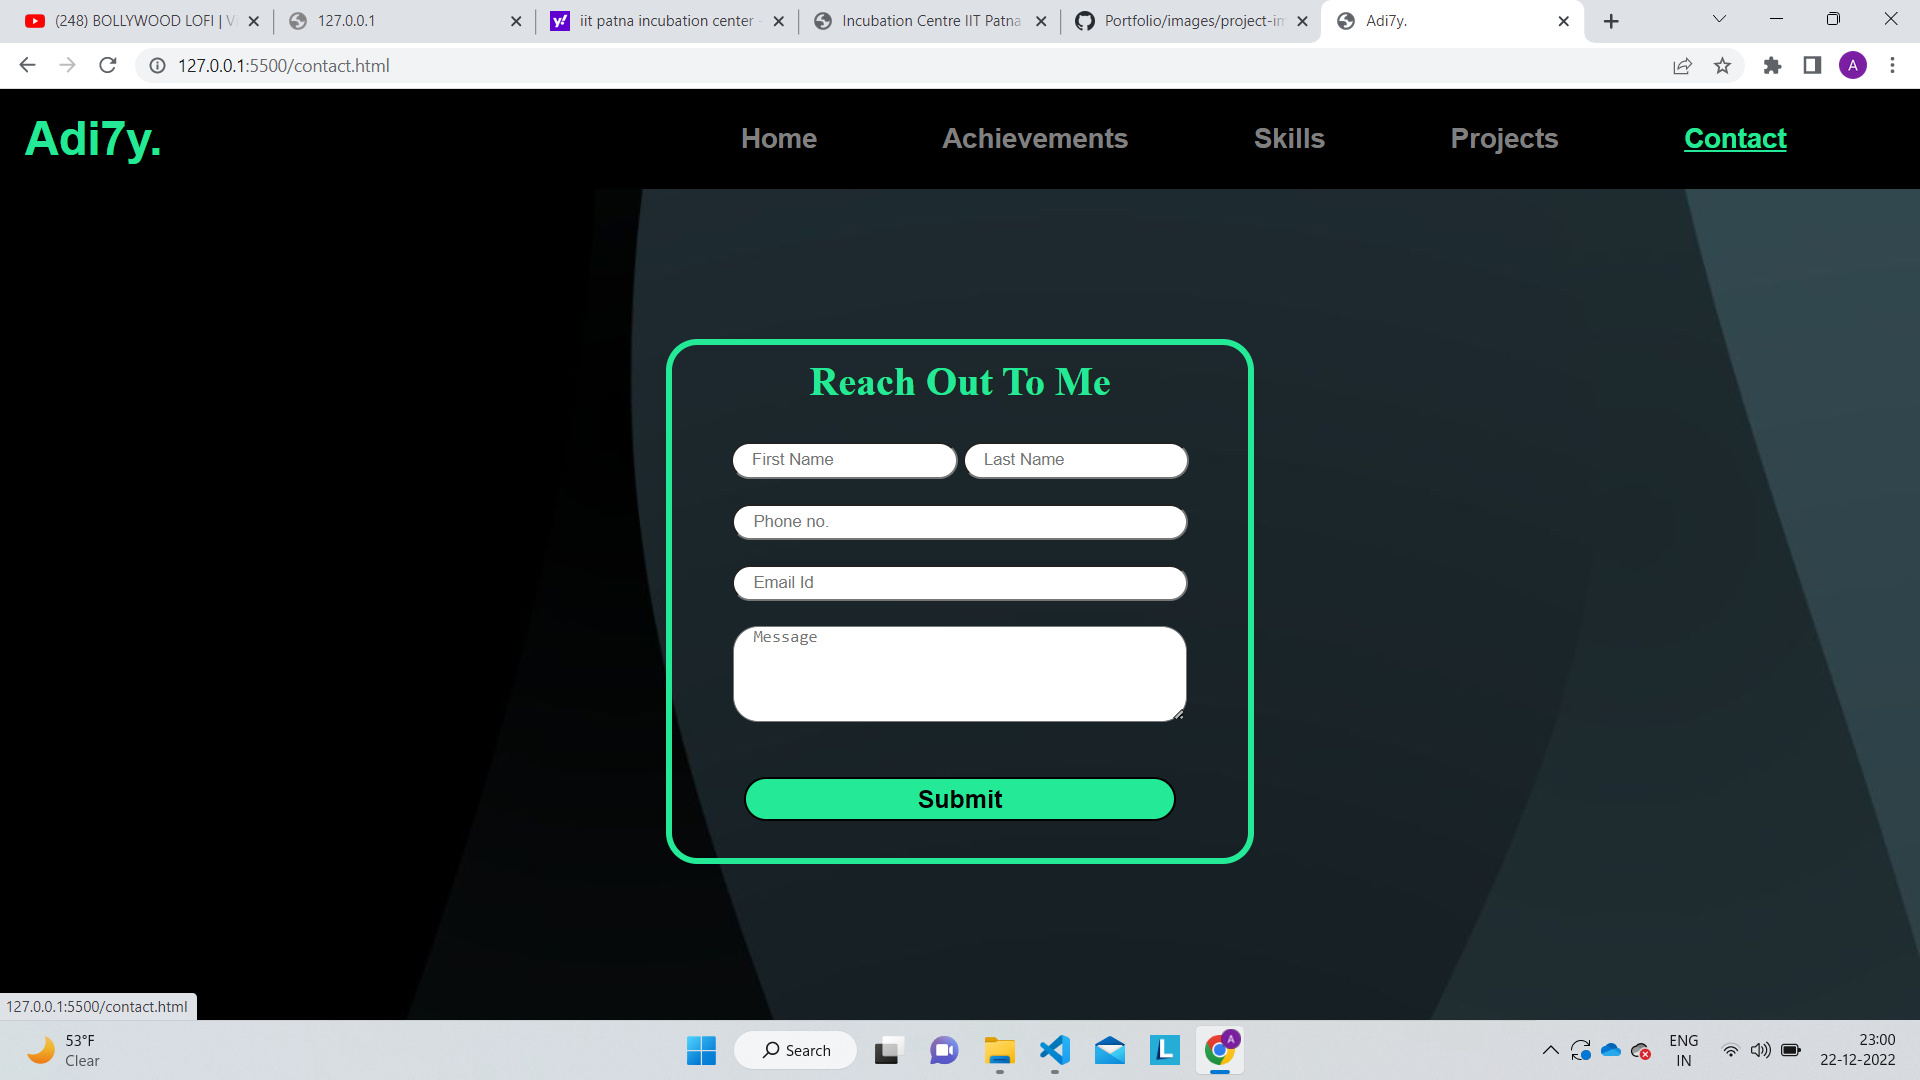 (248) BOLLYWOOD LOFI | V
127.0.0.1
iit patna incubation center -
Incubation Centre IIT Patna
Portfolio/images/project-im
Adi7y.
127.0.0.1:5500/contact.html
A
Adi7y.
Home
Achievements
Skills
Projects
Contact
Reach Out To Me
First Name
Last Name
Phone no.
Email Id
Message
Submit
127.0.0.1:5500/contact.html
53°F
Clear
Search
A
ENG
IN
23:00
22-12-2022